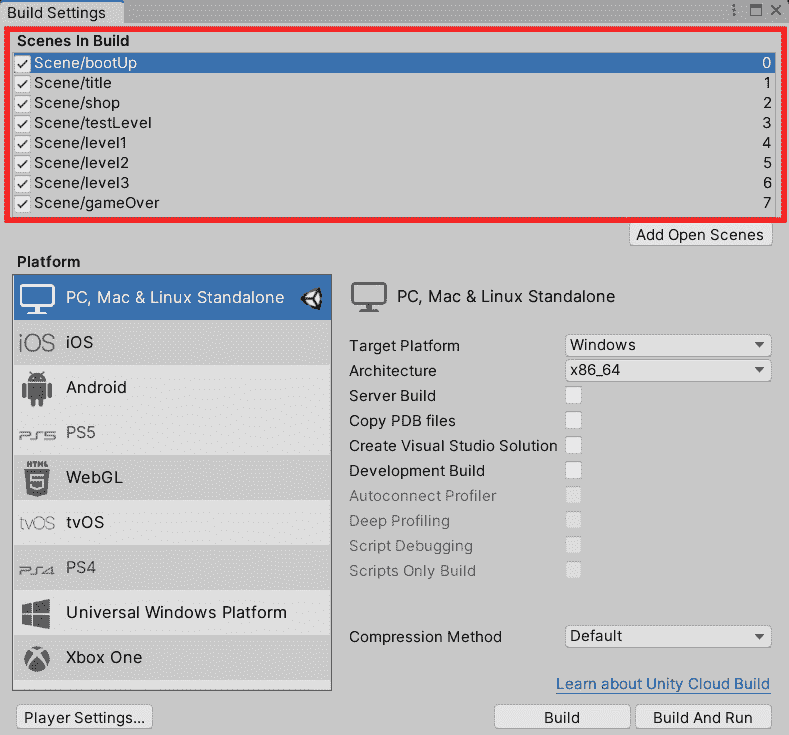 Build Settings
Scenes In Build
Scene/bootUp 0
Scene/title 1
Scene/shop 2
Scene/testLevel 3
Scene/level1 4
Scene/level2 5
Scene/level3 6
Scene/gameOver 7
Add Open Scenes
Platform
PC, Mac & Linux Standalone
iOS iOS
Android
PS5 PS5
HTML 5 WebGL
tvOS tvOS
PS4 PS4
Universal Windows Platform
Xbox One
PC, Mac & Linux Standalone
Target Platform Windows
Architecture x86_64
Server Build
Copy PDB files
Create Visual Studio Solution
Development Build
Autoconnect Profiler
Deep Profiling
Script Debugging
Scripts Only Build
Compression Method Default
Learn about Unity Cloud Build
Player Settings... Build Build And Run